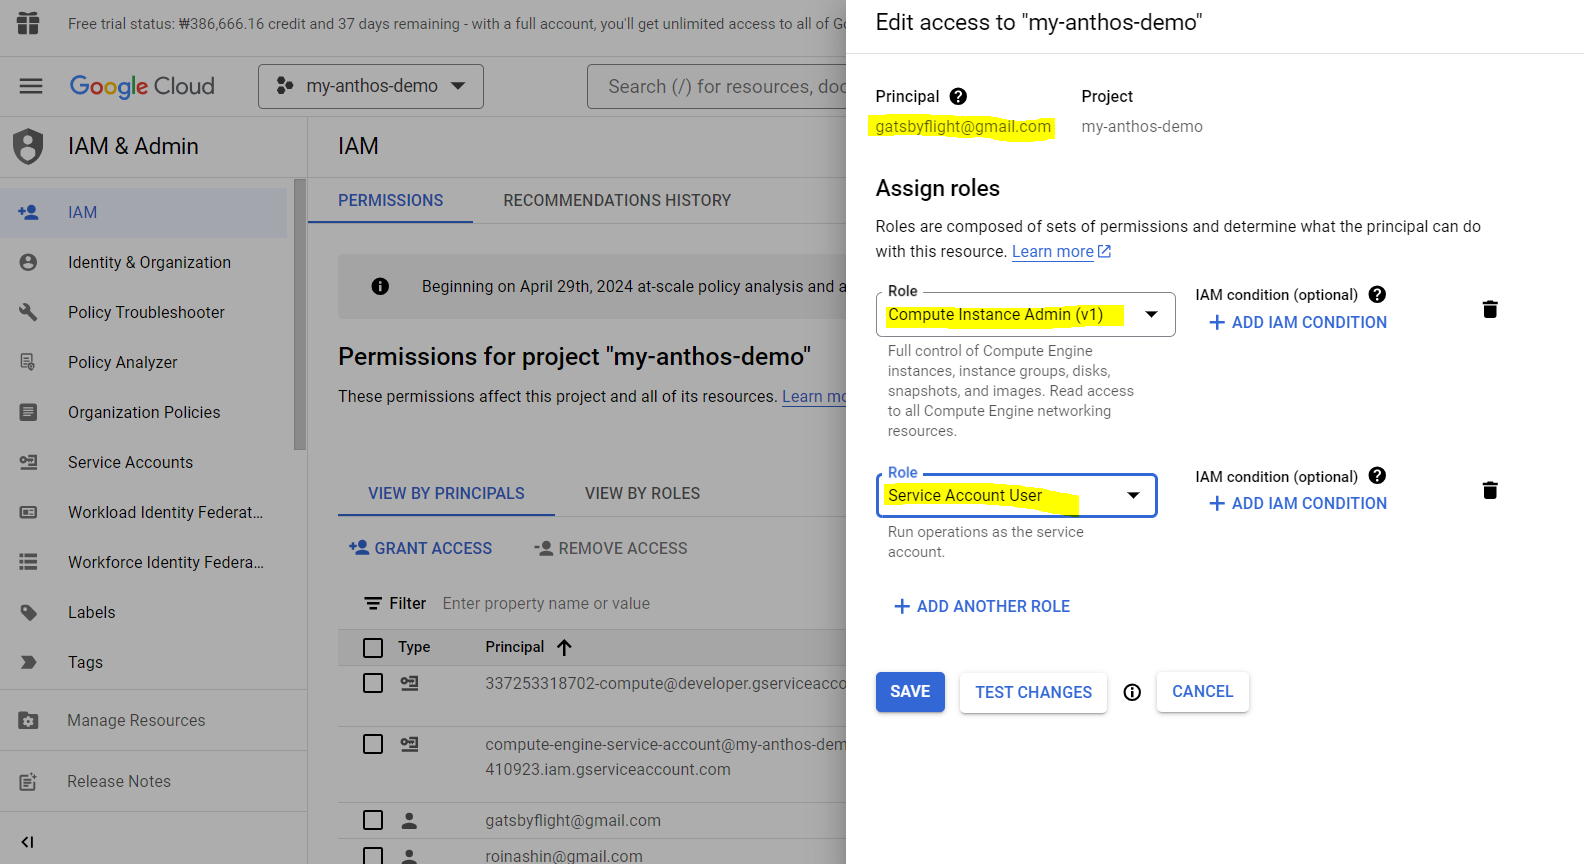 Free trial status: ₩386,666.16 credit and 37 days remaining - with a full account, you'll get unlimited access to all of Go
Google Cloud
my-anthos-demo
Search (/) for resources, doc
IAM & Admin
IAM
Identity & Organization
Policy Troubleshooter
Policy Analyzer
Organization Policies
Service Accounts
Workload Identity Federat...
Workforce Identity Federa...
Labels
Tags
Manage Resources
Release Notes
IAM
PERMISSIONS
RECOMMENDATIONS HISTORY
Beginning on April 29th, 2024 at-scale policy analysis and a
Permissions for project "my-anthos-demo"
These permissions affect this project and all of its resources. Learn mo
VIEW BY PRINCIPALS
VIEW BY ROLES
GRANT ACCESS
REMOVE ACCESS
Filter
Enter property name or value
Type
Principal
337253318702-compute@developer.gserviceacco
compute-engine-service-account@my-anthos-dem
410923.iam.gserviceaccount.com
gatsbyflight@gmail.com
roinashin@gmail.com
Edit access to "my-anthos-demo"
Principal
Project
gatsbyflight@gmail.com
my-anthos-demo
Assign roles
Roles are composed of sets of permissions and determine what the principal can do
with this resource. Learn more
Role
Compute Instance Admin (v1)
IAM condition (optional)
ADD IAM CONDITION
Full control of Compute Engine
instances, instance groups, disks,
snapshots, and images. Read access
to all Compute Engine networking
resources.
Role
Service Account User
IAM condition (optional)
ADD IAM CONDITION
Run operations as the service
account.
ADD ANOTHER ROLE
SAVE
TEST CHANGES
CANCEL